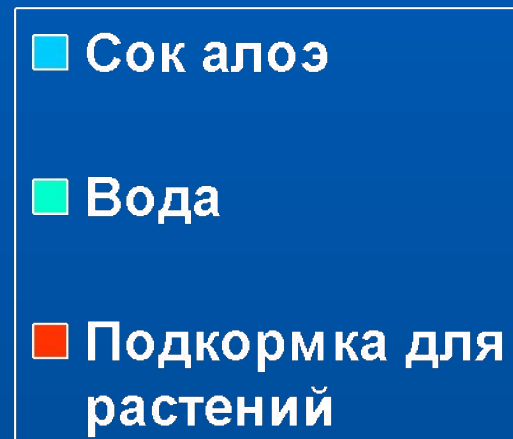 Сок алоэ
Вода
Подкормка для
растений